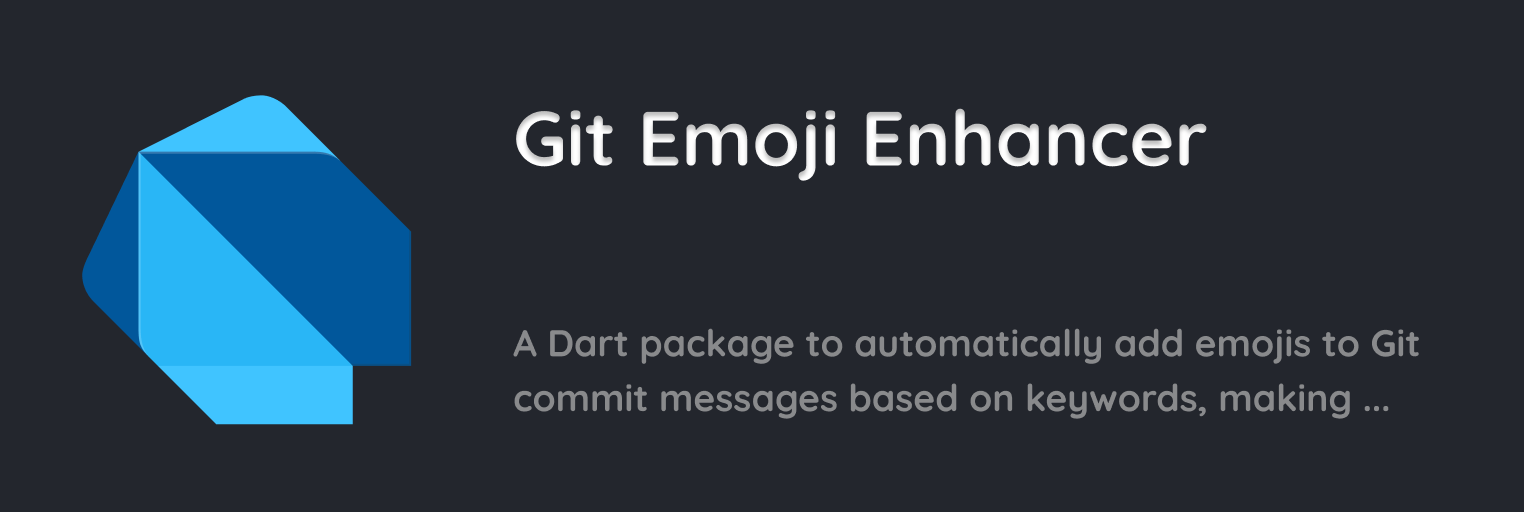 Git Emoji Enhancer
A Dart package to automatically add emojis to Git
commit messages based on keywords, making ...